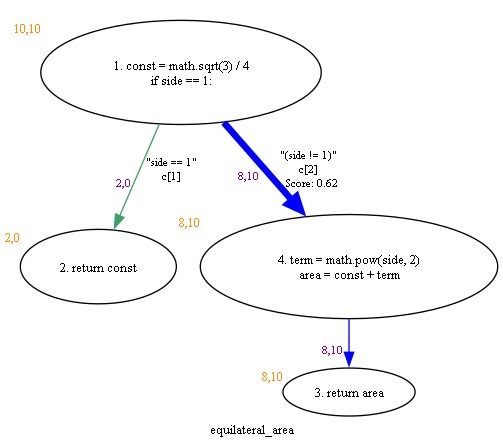 10,10
1. const = math.sqrt(3) / 4
if side == 1:
"side == 1"
c[1]
2,0
"(side != 1)"
c[2]
Score: 0.62
8,10
2,0
2. return const
8,10
4. term = math.pow(side, 2)
area = const + term
8,10
8,10
3. return area
equilateral_area